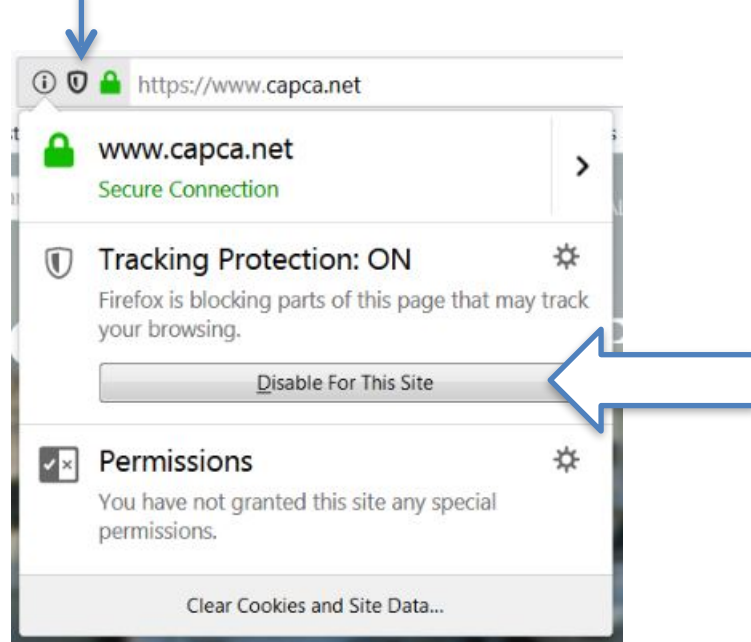 https://www.capca.net
www.capca.net
Secure Connection
Tracking Protection: ON
Firefox is blocking parts of this page that may track
your browsing.
Disable For This Site
Permissions
You have not granted this site any special
permissions.
Clear Cookies and Site Data...